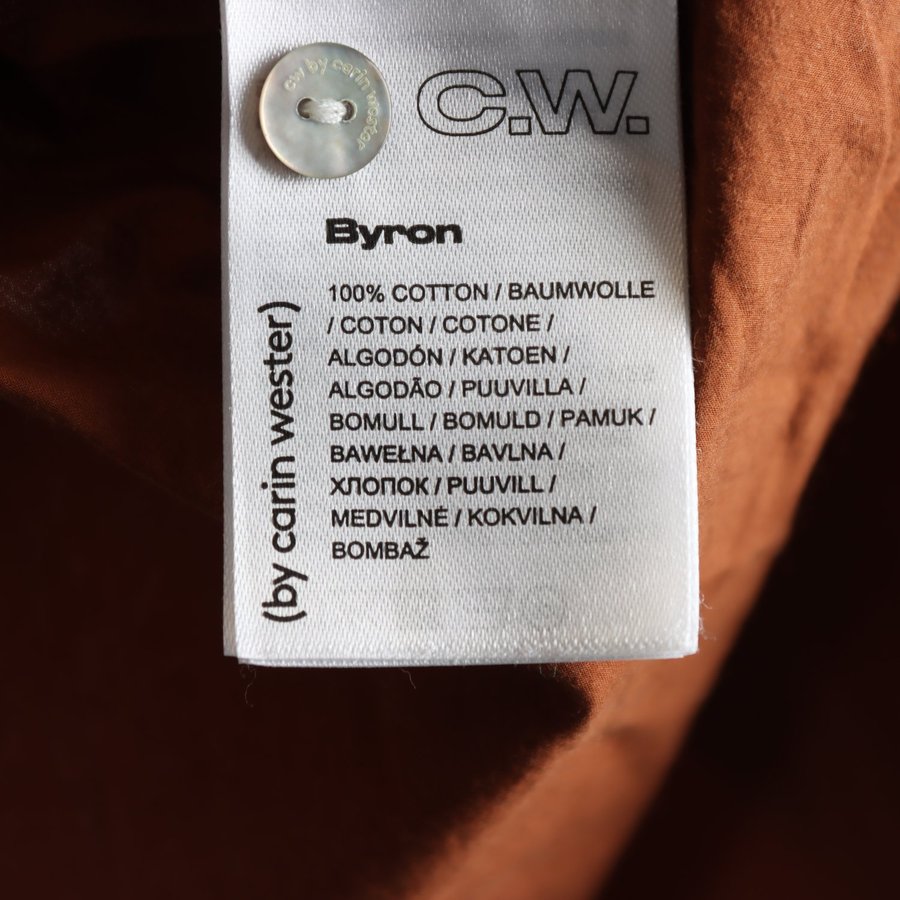 cw by carin wester
C.W.
Byron
100% COTTON / BAUMWOLLE
/ COTON / COTONE /
ALGODÓN / KATOEN /
ALGODÃO / PUUVILLA /
BOMULL / BOMULD / PAMUK /
BAWEŁNA / BAVLNA /
ХЛОПОК / PUUVILL /
MEDVILNĖ / KOKVILNA /
BOMBAŽ
(by carin wester)